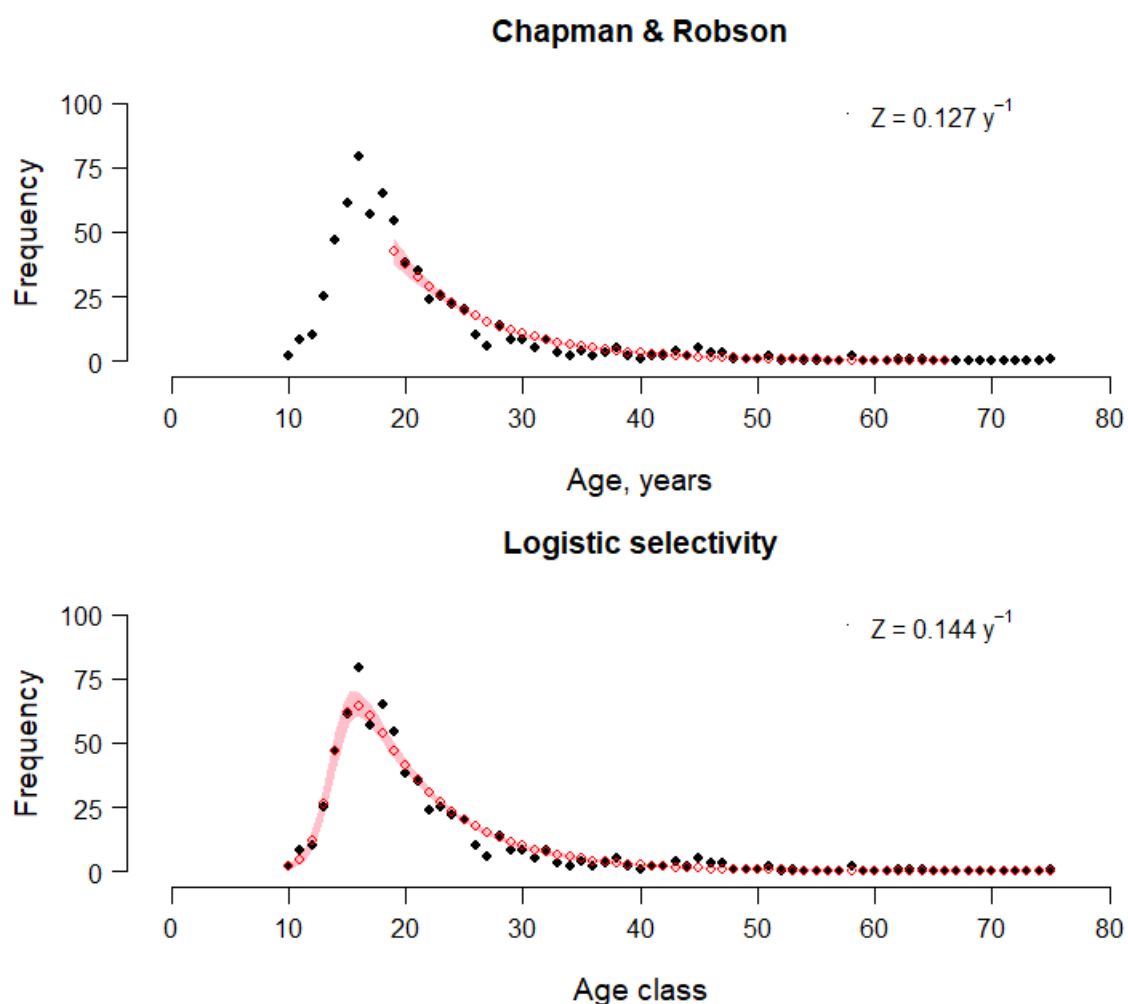 Chapman & Robson
Z = 0.127 y⁻¹
Frequency
100
75
50
25
0
0 10 20 30 40 50 60 70 80
Age, years
Logistic selectivity
Z = 0.144 y⁻¹
Frequency
100
75
50
25
0
0 10 20 30 40 50 60 70 80
Age class